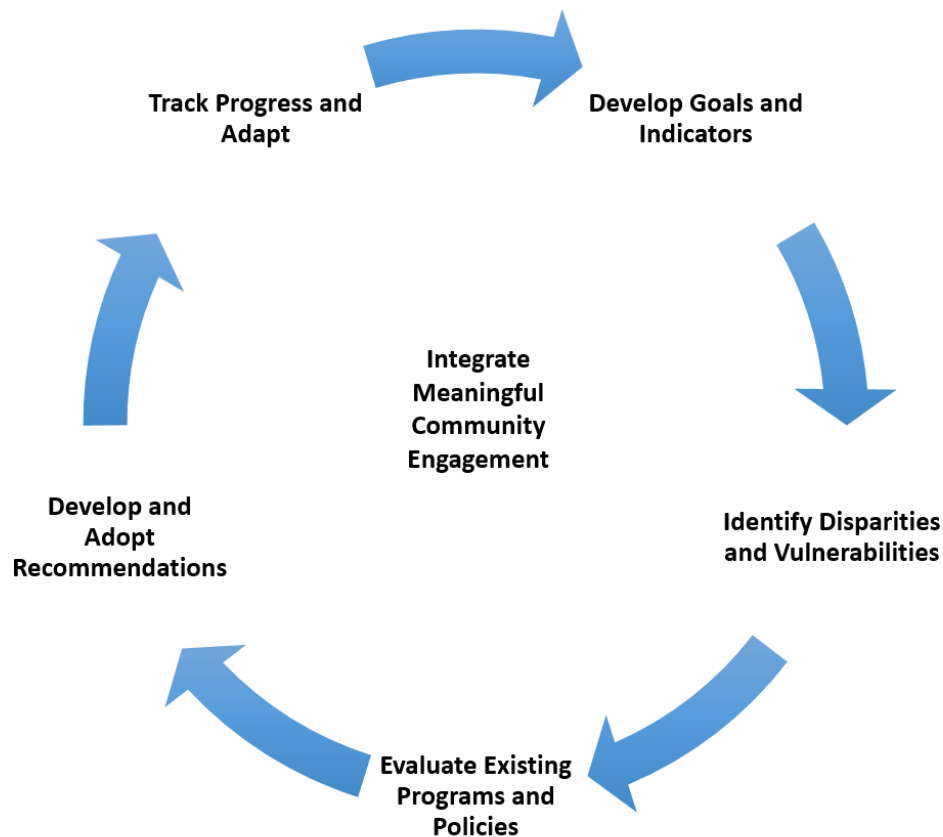 Track Progress and
Adapt
Develop Goals and
Indicators
Integrate
Meaningful
Community
Engagement
Develop and
Adopt
Recommendations
Identify Disparities
and Vulnerabilities
Evaluate Existing
Programs and
Policies